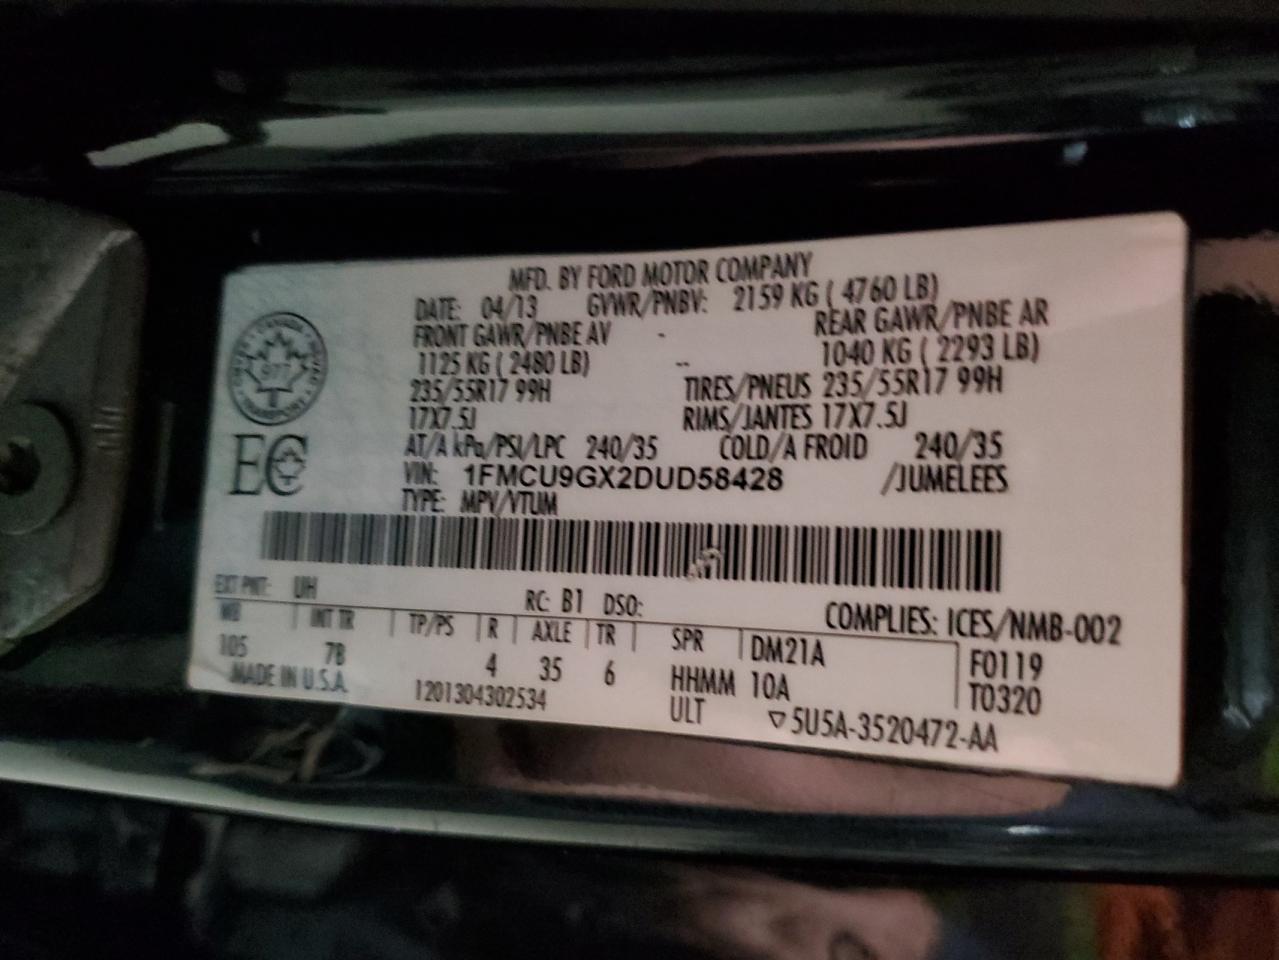 MFD. BY FORD MOTOR COMPANY
DATE: 04/13 GVWR/PNBV: 2159 KG ( 4760 LB)
FRONT GAWR/PNBE AV - REAR GAWR/PNBE AR
1125 KG ( 2480 LB) -- 1040 KG ( 2293 LB)
235/55R17 99H TIRES/PNEUS 235/55R17 99H
17X7.5J RIMS/JANTES 17X7.5J
AT/A kPa/PSI/LPC 240/35 COLD/A FROID 240/35
VIN: 1FMCU9GX2DUD58428 /JUMELEES
TYPE: MPV/VTUM
CANADA
977
TRANSPORT
EC
EXT PNT: UH RC: B1 DSO:
COMPLIES: ICES/NMB-002
WB | INT TR | TP/PS | R | AXLE | TR | SPR | DM21A | F0119
105 7B 4 35 6 HHMM 10A T0320
MADE IN U.S.A. 1201304302534 ULT ▽5U5A-3520472-AA